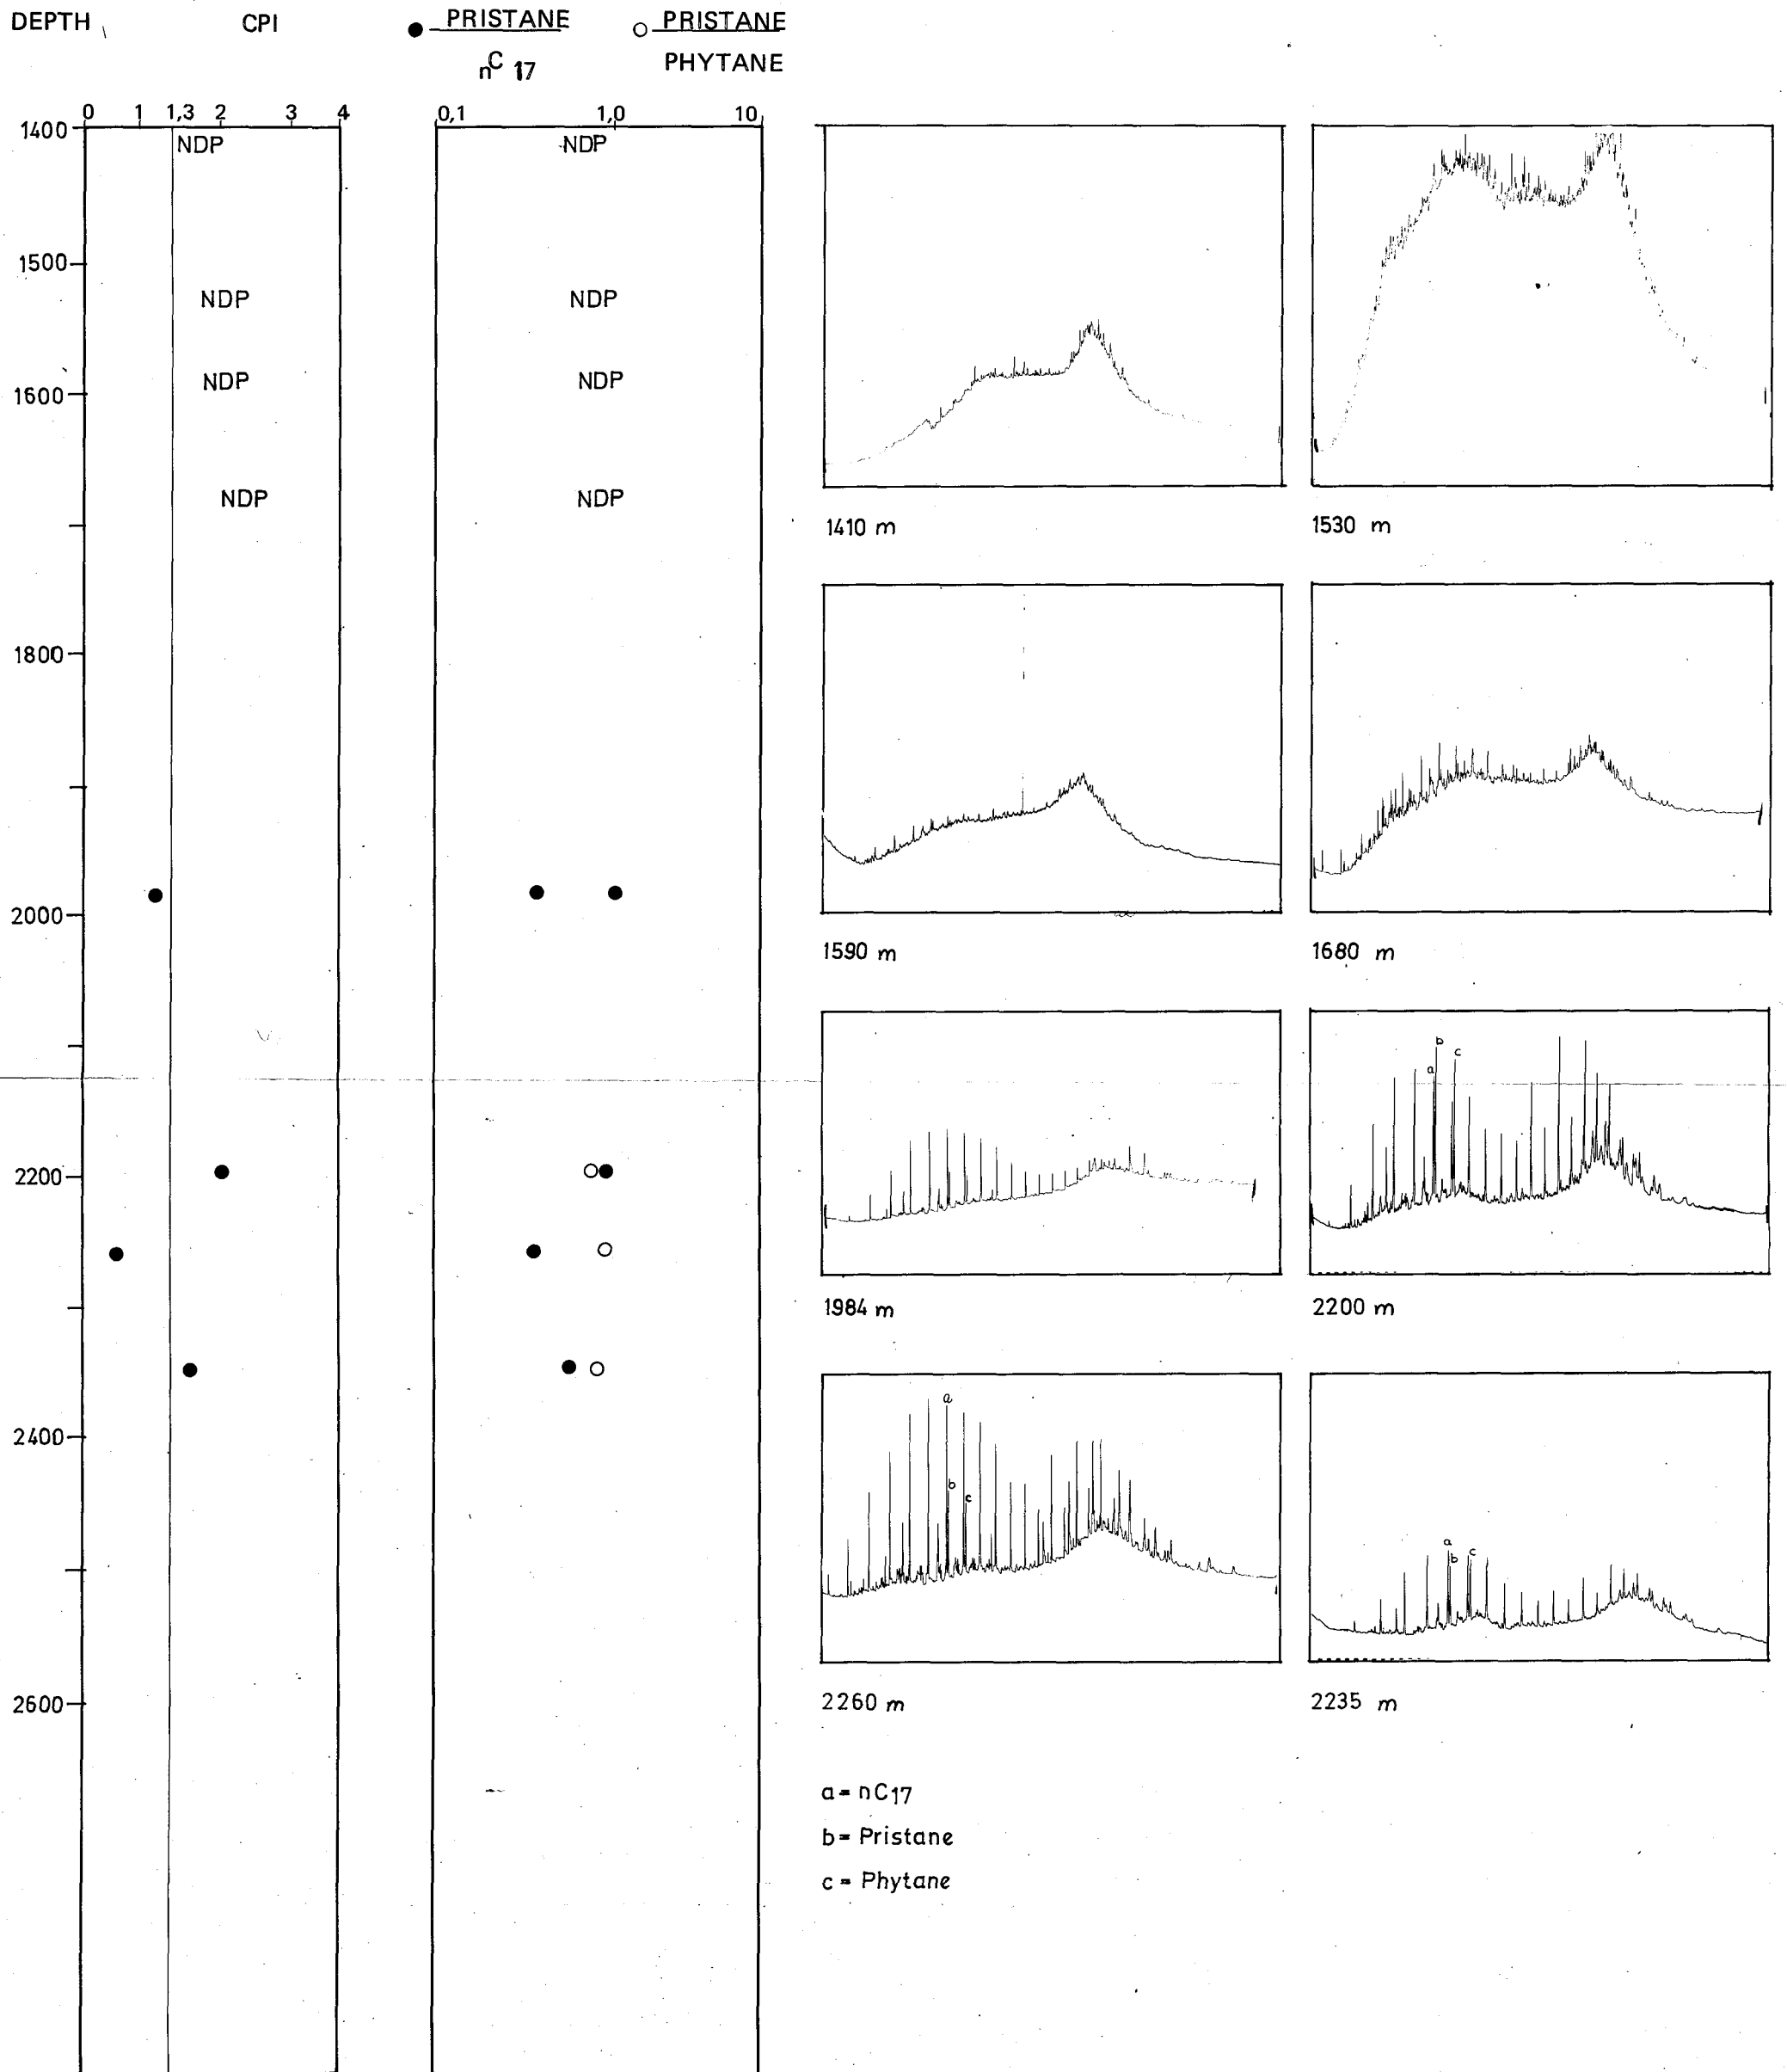 DEPTH CPI ● PRISTANE ○ PRISTANE
nC 17 PHYTANE
0 1 1,3 2 3 4 0,1 1,0 10
1400
NDP NDP
1500
NDP NDP
NDP NDP
1600
NDP NDP
1410 m 1530 m
1800
2000
1590 m 1680 m
b
c
a
2200
1984 m 2200 m
a
b
c
2400
a
b
c
2600
2260 m 2235 m
a = nC17
b = Pristane
c = Phytane